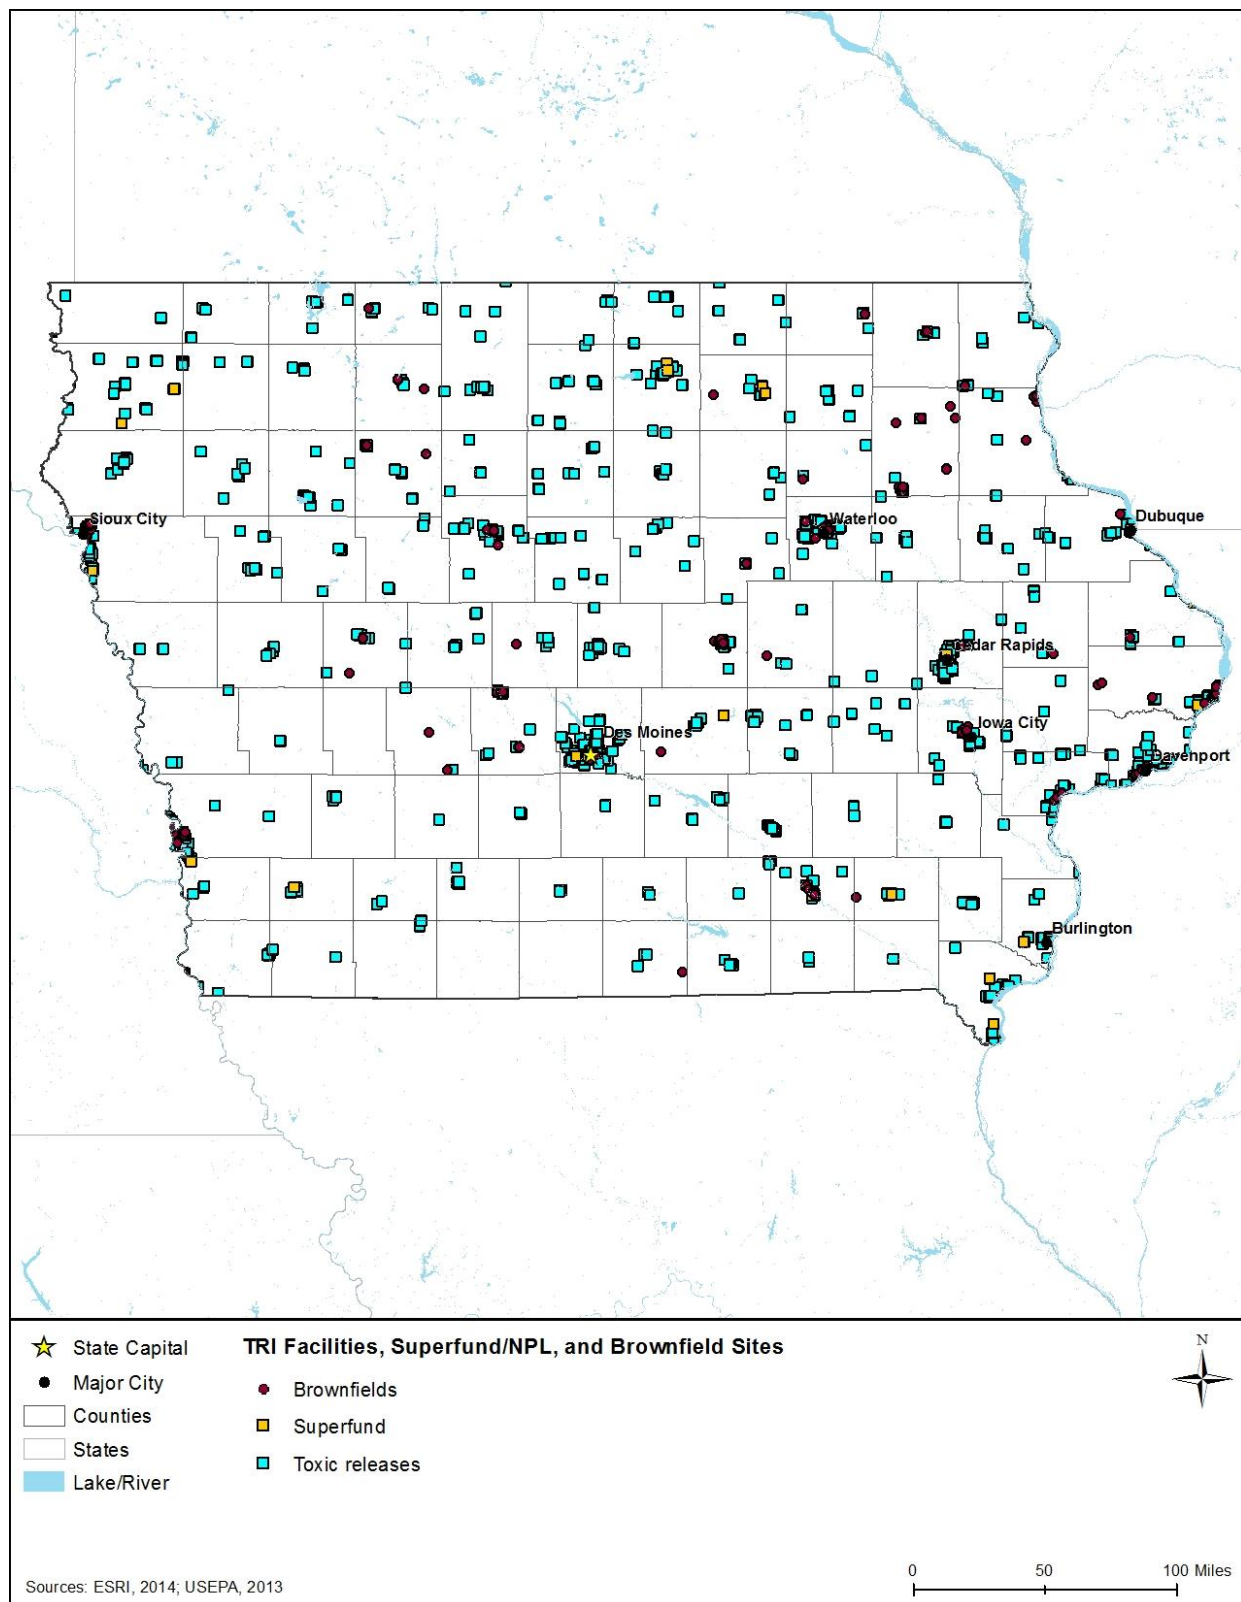 Sioux City
Waterloo
Dubuque
Cedar Rapids
Iowa City
Des Moines
Davenport
Burlington
State Capital
Major City
Counties
States
Lake/River
TRI Facilities, Superfund/NPL, and Brownfield Sites
Brownfields
Superfund
Toxic releases
N
Sources: ESRI, 2014; USEPA, 2013
0 50 100 Miles